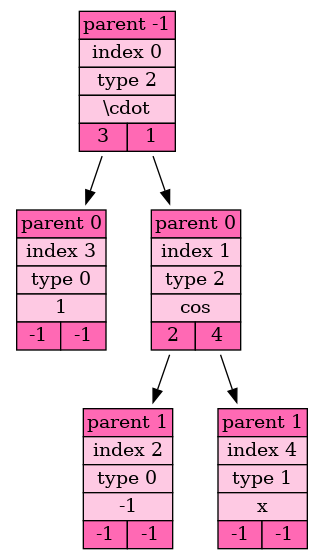 parent -1
index 0
type 2
\cdot
3 1
parent 0
index 3
type 0
1
-1 -1
parent 0
index 1
type 2
cos
2 4
parent 1
index 2
type 0
-1
-1 -1
parent 1
index 4
type 1
x
-1 -1